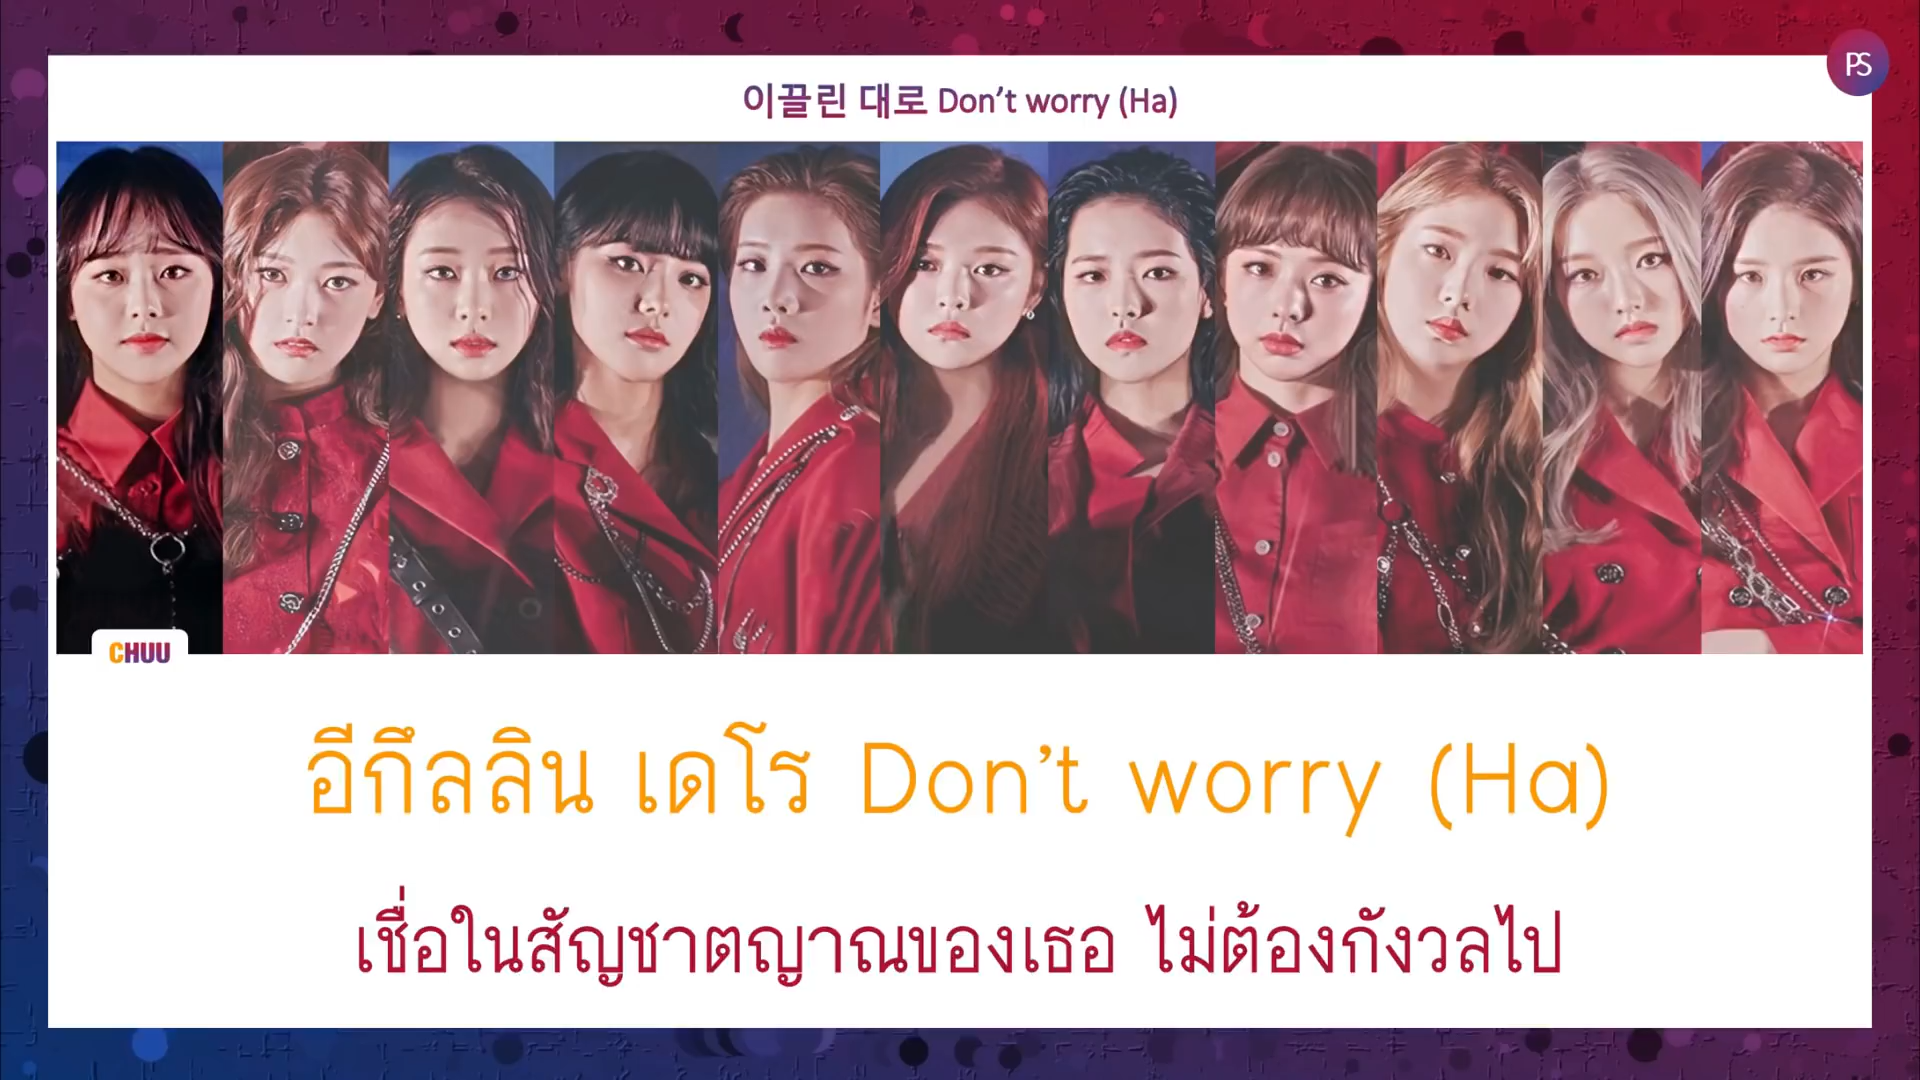 PS
이끌린 대로 Don't worry (Ha)
CHUU
อีกึลลิน เดโร Don't worry (Ha)
เชื่อในสัญชาตญาณของเธอ ไม่ต้องกังวลไป